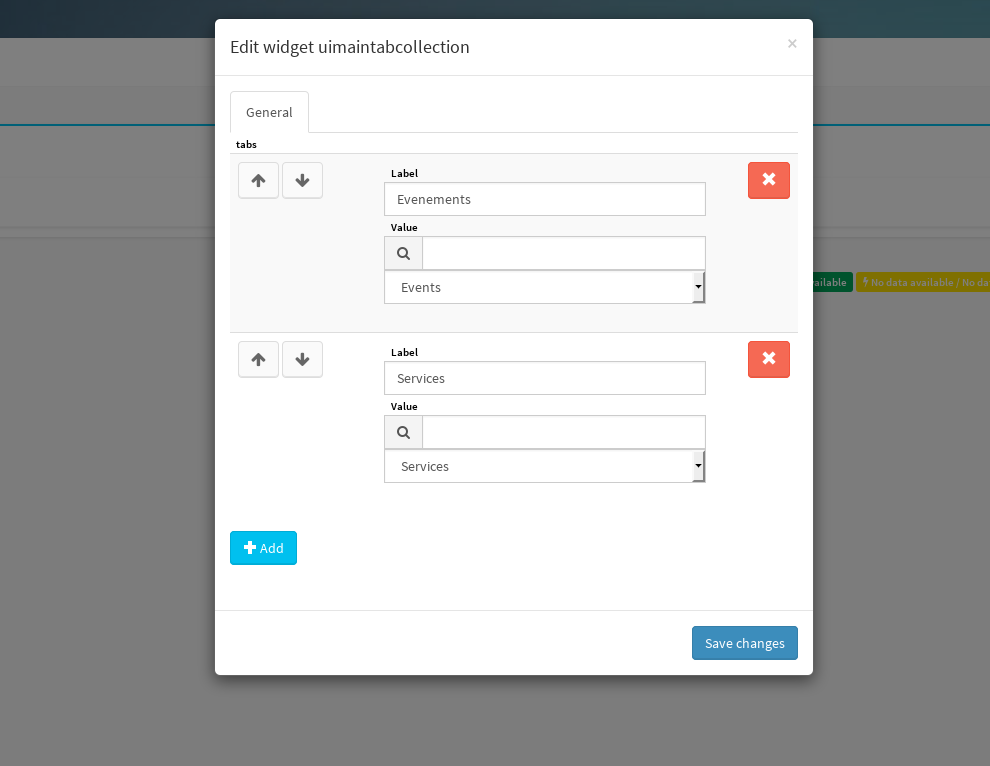 Edit widget uimaintabcollection
×
General
tabs
Label
Evenements
Value
Events
Label
Services
Value
Services
Add
Save changes
No data available / No da